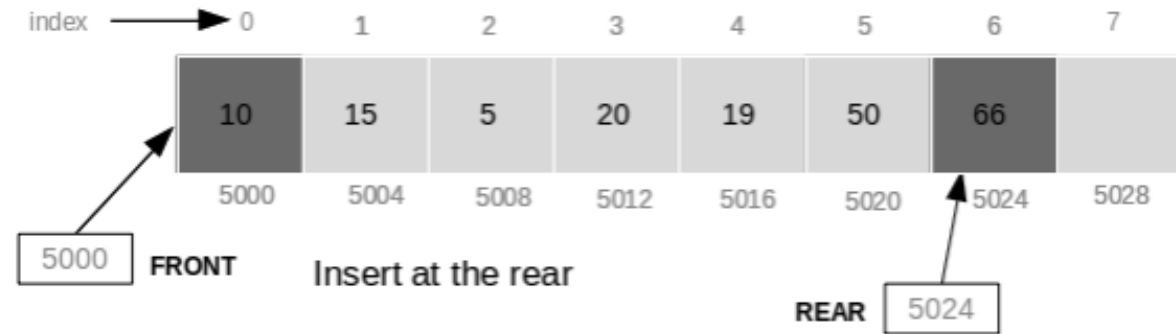 index 0 1 2 3 4 5 6 7
10 15 5 20 19 50 66
5000 5004 5008 5012 5016 5020 5024 5028
5000 FRONT Insert at the rear
REAR 5024